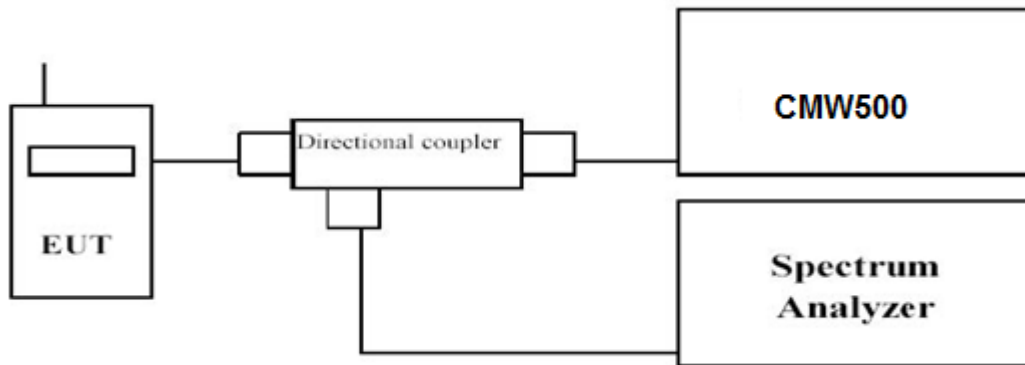 CMW500
Directional coupler
EUT
Spectrum
Analyzer